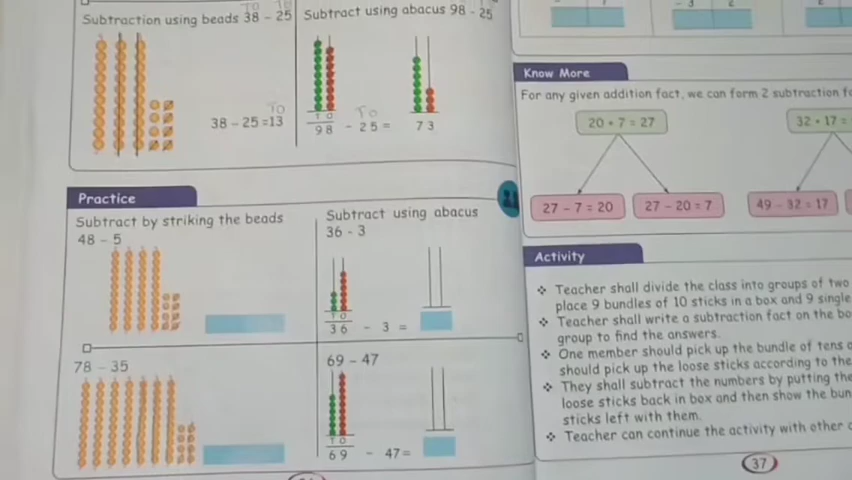 Subtraction using beads 38 - 25
TO
38 - 25 = 13
Subtract using abacus 98 - 25
TO
T O
98 - 25 = 73
Practice
Subtract by striking the beads
48 - 5
Subtract using abacus
36 - 3
T O
36 - 3 =
78 - 35
69 - 47
T O
69 - 47 =
Know More
For any given addition fact, we can form 2 subtraction
20 + 7 = 27
32 + 17 =
27 - 7 = 20
27 - 20 = 7
49 - 32 = 17
Activity
❖ Teacher shall divide the class into groups of two
place 9 bundles of 10 sticks in a box and 9 single
❖ Teacher shall write a subtraction fact on the
group to find the answers.
❖ One member should pick up the bundle of tens
should pick up the loose sticks according to the
❖ They shall subtract the numbers by putting the
loose sticks back in box and then show the
sticks left with them.
❖ Teacher can continue the activity with other
37